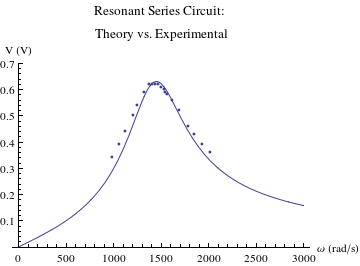 Resonant Series Circuit:
Theory vs. Experimental
V (V)
0.7
0.6
0.5
0.4
0.3
0.2
0.1
0 500 1000 1500 2000 2500 3000 ω (rad/s)